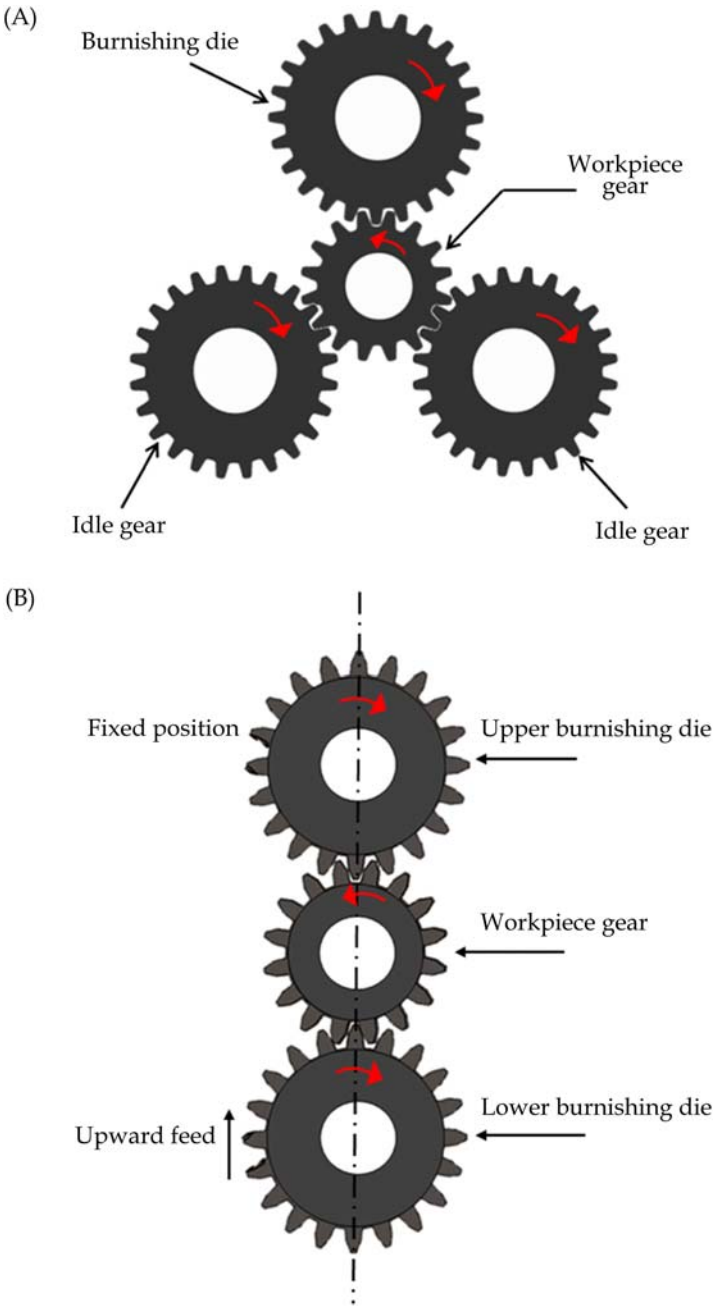 (A)
Burnishing die
Workpiece
gear
Idle gear
Idle gear
(B)
Fixed position
Upper burnishing die
Workpiece gear
Lower burnishing die
Upward feed